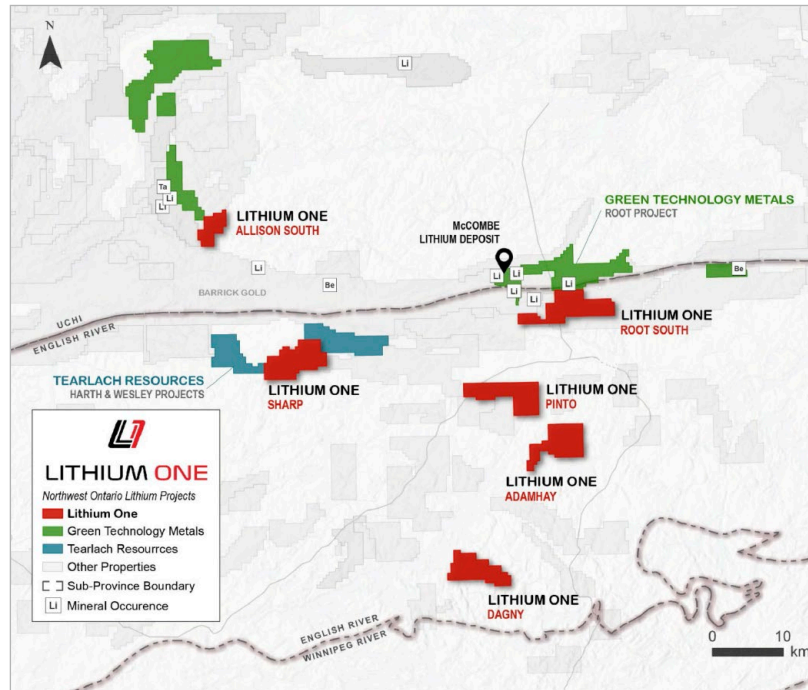 N
Li
Ta
Li
Li
LITHIUM ONE
ALLISON SOUTH
GREEN TECHNOLOGY METALS
ROOT PROJECT
McCOMBE
LITHIUM DEPOSIT
Li
Be
Li
Li
Li
Li
Li
Be
BARRICK GOLD
UCHI
ENGLISH RIVER
LITHIUM ONE
ROOT SOUTH
TEARLACH RESOURCES
HARTH & WESLEY PROJECTS
LITHIUM ONE
SHARP
LITHIUM ONE
PINTO
LITHIUM ONE
ADAMHAY
LITHIUM ONE
DAGNY
ENGLISH RIVER
WINNIPEG RIVER
LITHIUM ONE
Northwest Ontario Lithium Projects
Lithium One
Green Technology Metals
Tearlach Resourrces
Other Properties
Sub-Province Boundary
Li Mineral Occurence
0 10
km